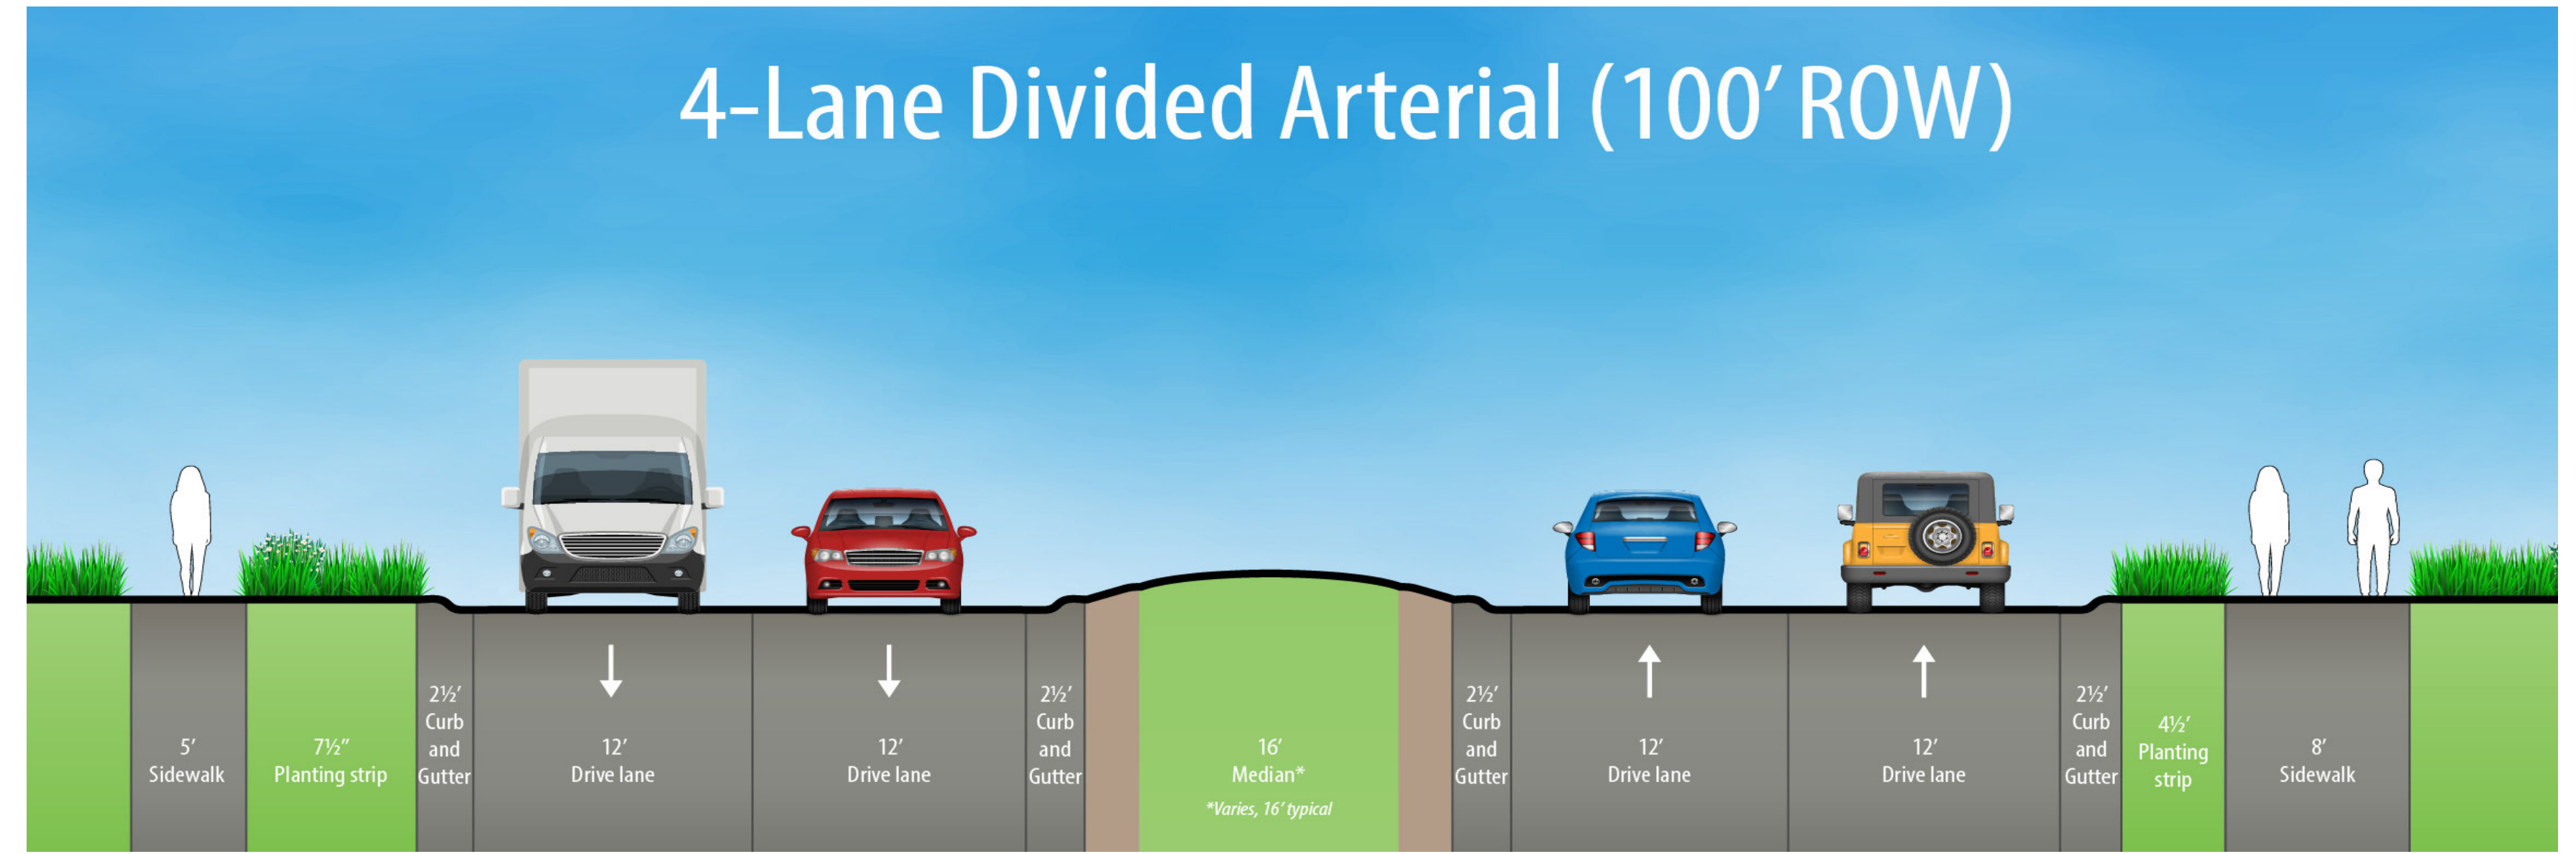 4-Lane Divided Arterial (100′ ROW)
5′
Sidewalk
7½″
Planting strip
2½′
Curb
and
Gutter
12′
Drive lane
12′
Drive lane
2½′
Curb
and
Gutter
16′
Median*
*Varies, 16′ typical
2½′
Curb
and
Gutter
12′
Drive lane
12′
Drive lane
2½′
Curb
and
Gutter
4½′
Planting
strip
8′
Sidewalk